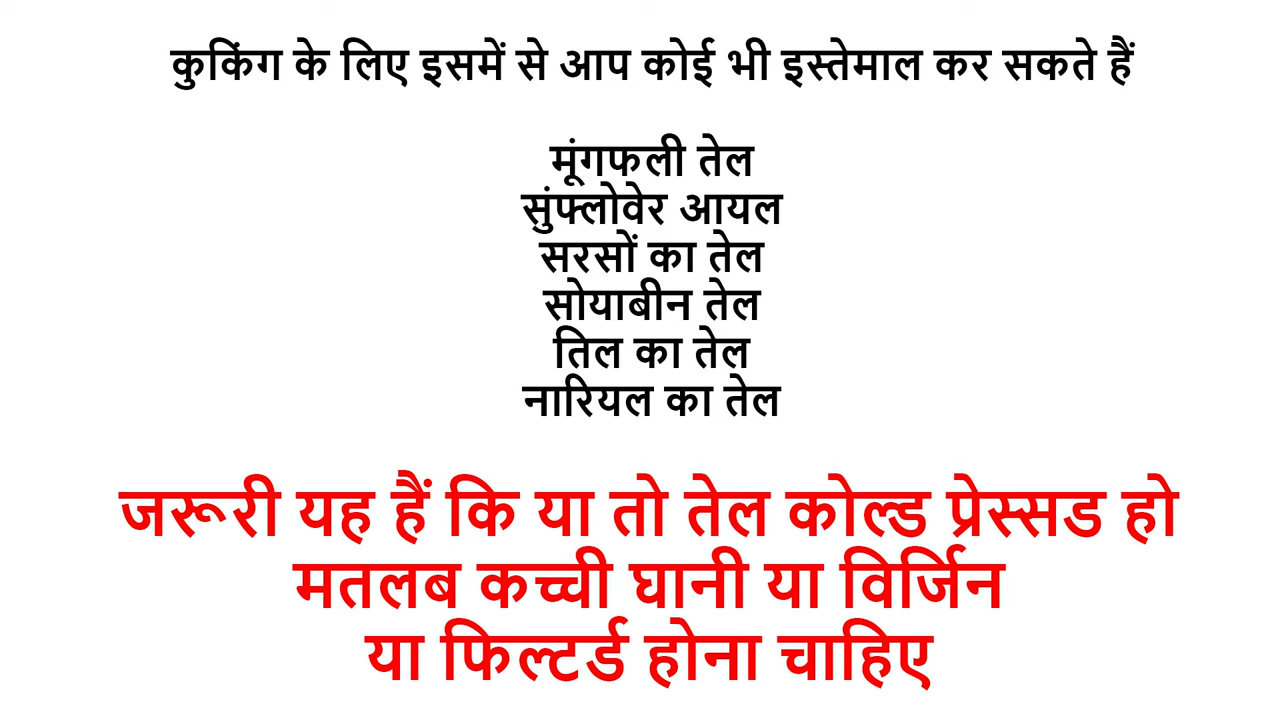 कुकिंग के लिए इसमें से आप कोई भी इस्तेमाल कर सकते हैं
मूंगफली तेल
सुंफ्लोवेर आयल
सरसों का तेल
सोयाबीन तेल
तिल का तेल
नारियल का तेल
जरूरी यह हैं कि या तो तेल कोल्ड प्रेस्सड हो
मतलब कच्ची घानी या विर्जिन
या फिल्टर्ड होना चाहिए